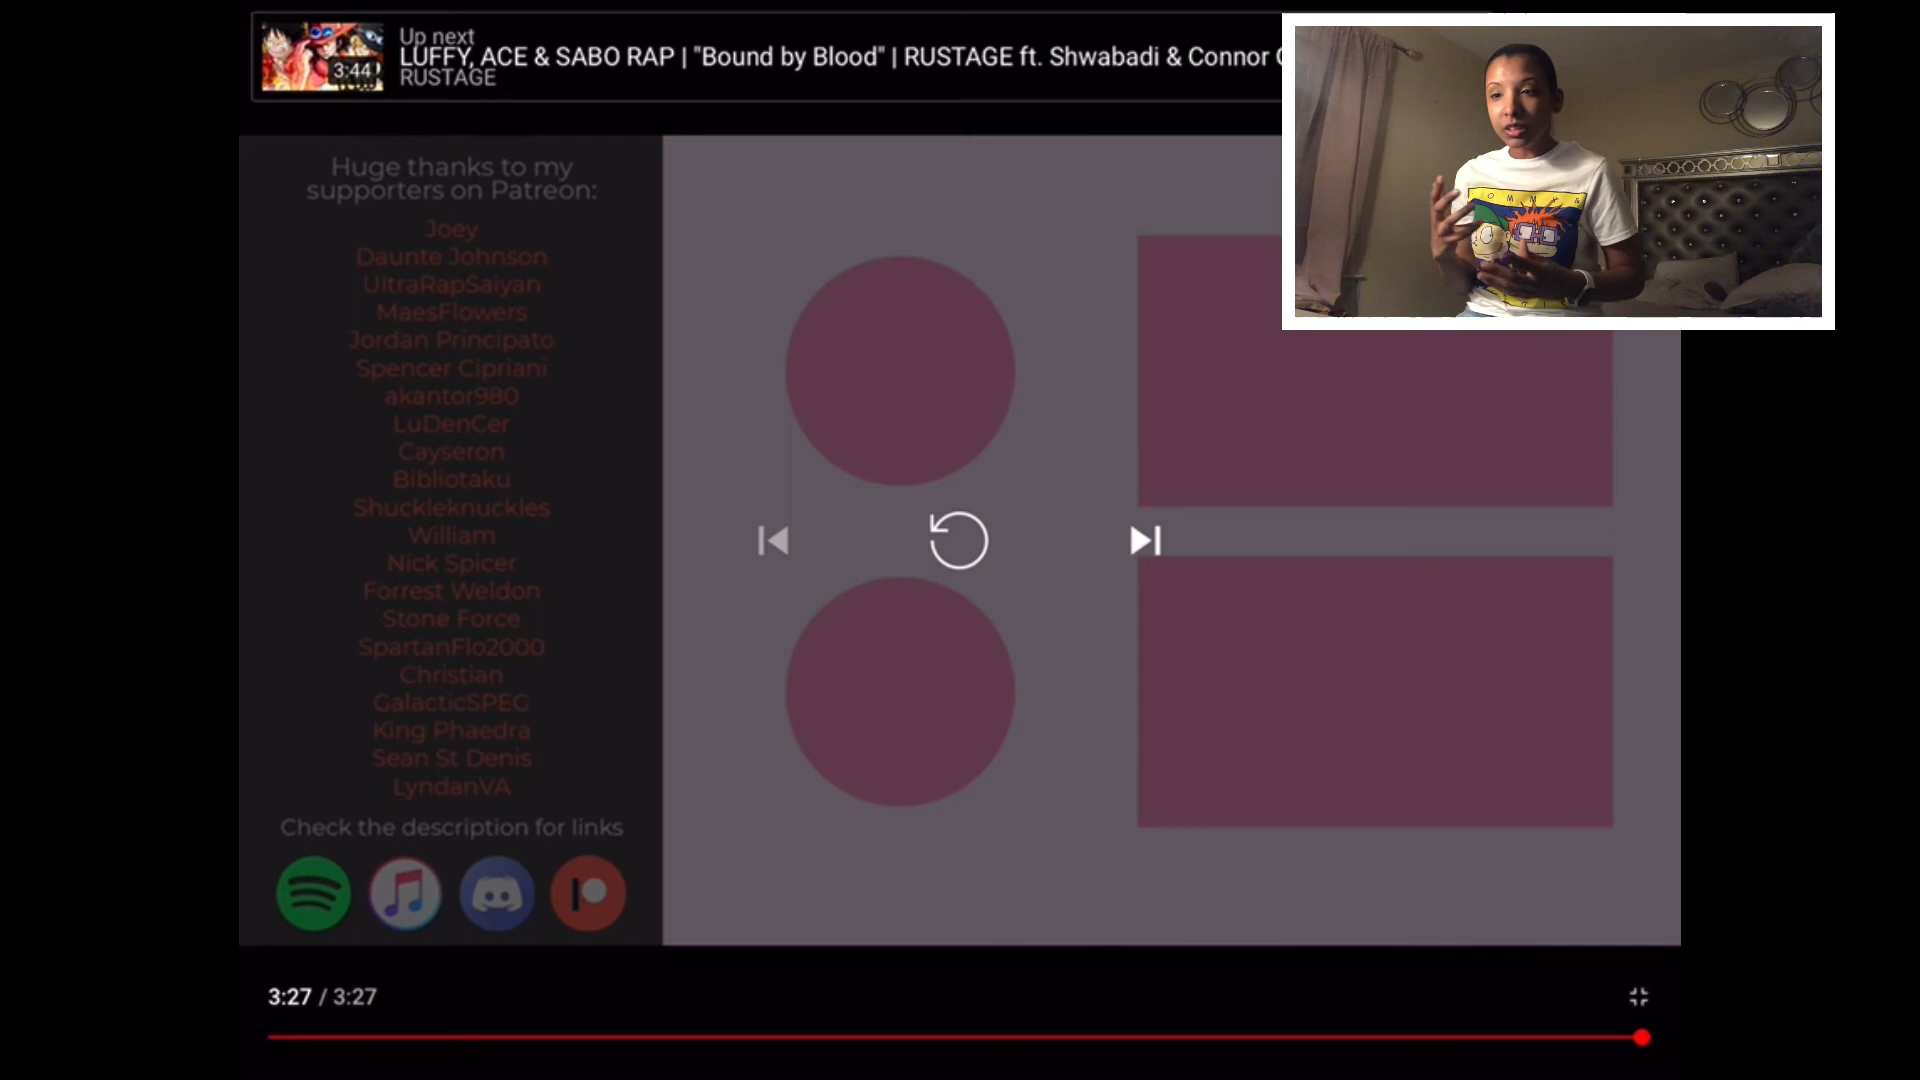 Up next
LUFFY, ACE & SABO RAP | "Bound by Blood" | RUSTAGE ft. Shwabadi & Connor
RUSTAGE
3:44
Huge thanks to my
supporters on Patreon:
Joey
Daunte Johnson
UltraRapSaiyan
MaesFlowers
Jordan Principato
Spencer Cipriani
akantor980
LuDenCer
Cayseron
Bibliotaku
Shuckleknuckles
William
Nick Spicer
Forrest Weldon
Stone Force
SpartanFlo2000
Christian
GalacticSPEG
King Phaedra
Sean St Denis
LyndanVA
Check the description for links
3:27 / 3:27